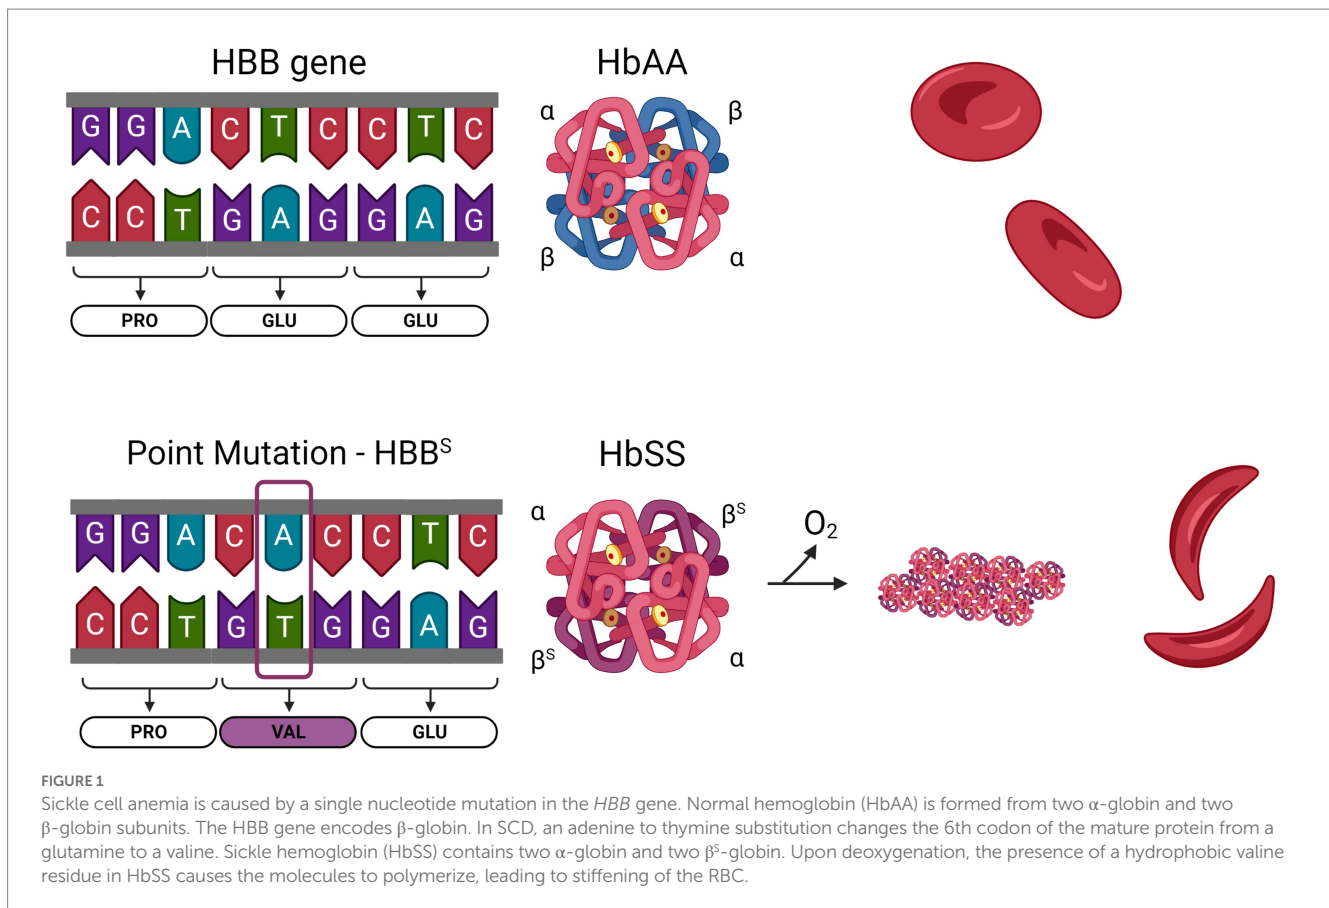 HBB gene
HbAA
G G A C T C C T C
C C T G A G G A G
PRO GLU GLU
α β
β α
Point Mutation - HBBˢ
HbSS
G G A C A C C T C
C C T G T G G A G
PRO VAL GLU
α βˢ
βˢ α
O₂
FIGURE 1
Sickle cell anemia is caused by a single nucleotide mutation in the HBB gene. Normal hemoglobin (HbAA) is formed from two α-globin and two
β-globin subunits. The HBB gene encodes β-globin. In SCD, an adenine to thymine substitution changes the 6th codon of the mature protein from a
glutamine to a valine. Sickle hemoglobin (HbSS) contains two α-globin and two βˢ-globin. Upon deoxygenation, the presence of a hydrophobic valine
residue in HbSS causes the molecules to polymerize, leading to stiffening of the RBC.